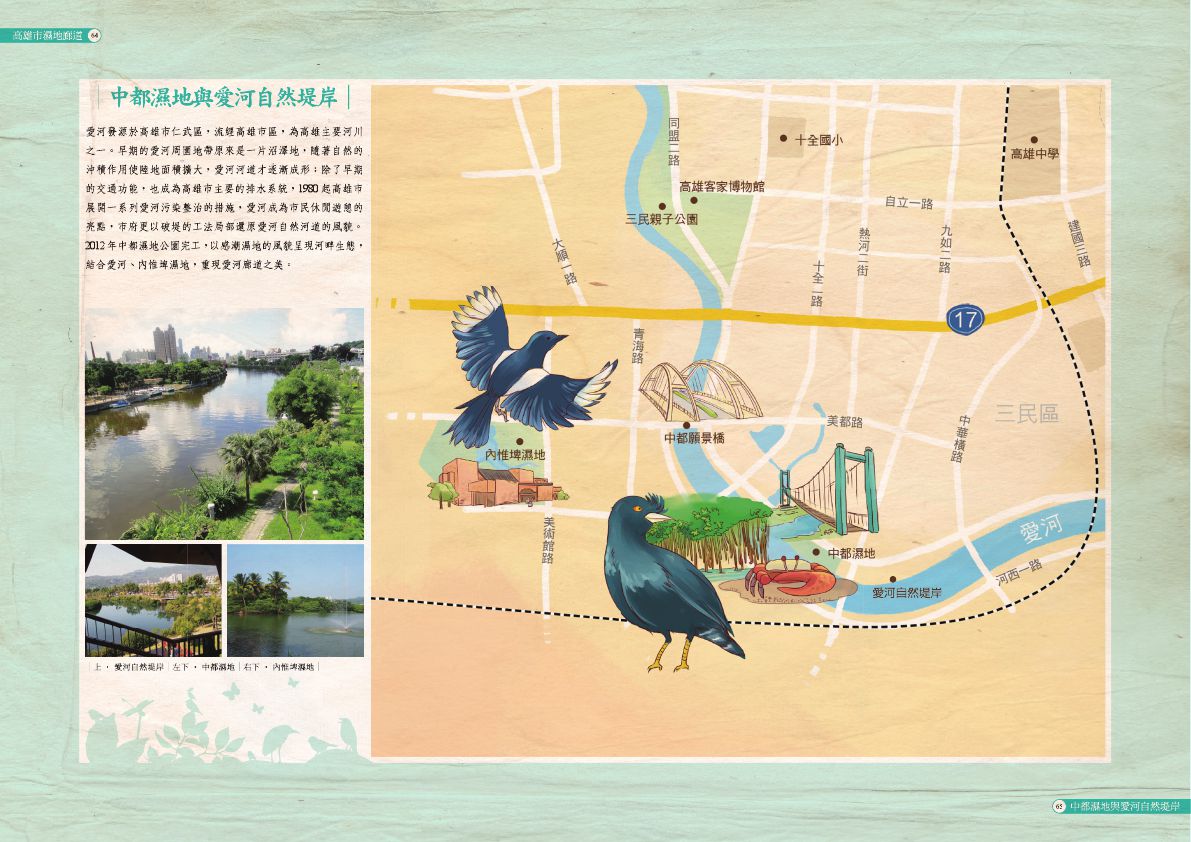 高雄市濕地廊道 64
中都濕地與愛河自然堤岸
愛河發源於高雄市仁武區，流經高雄市區，為高雄主要河川
之一。早期的愛河周圍地帶原來是一片沼澤地，隨著自然的
沖積作用使陸地面積擴大，愛河河道才逐漸成形；除了早期
的交通功能，也成為高雄市主要的排水系統，1980 起高雄市
展開一系列愛河污染整治的措施，愛河成為市民休閒遊憩的
亮點，市府更以破堤的工法局部還原愛河自然河道的風貌。
2012 年中都濕地公園完工，以感潮濕地的風貌呈現河畔生態，
結合愛河、內惟埤濕地，重現愛河廊道之美。
上 · 愛河自然堤岸｜左下 · 中都濕地｜右下 · 內惟埤濕地
同盟二路
十全國小
高雄中學
高雄客家博物館
三民親子公園
自立一路
大順一路
十全一路
熱河二街
九如二路
建國三路
17
青海路
中都願景橋
美都路
中華橫路
三民區
內惟埤濕地
美術館路
中都濕地
愛河自然堤岸
愛河
河西一路
65 中都濕地與愛河自然堤岸